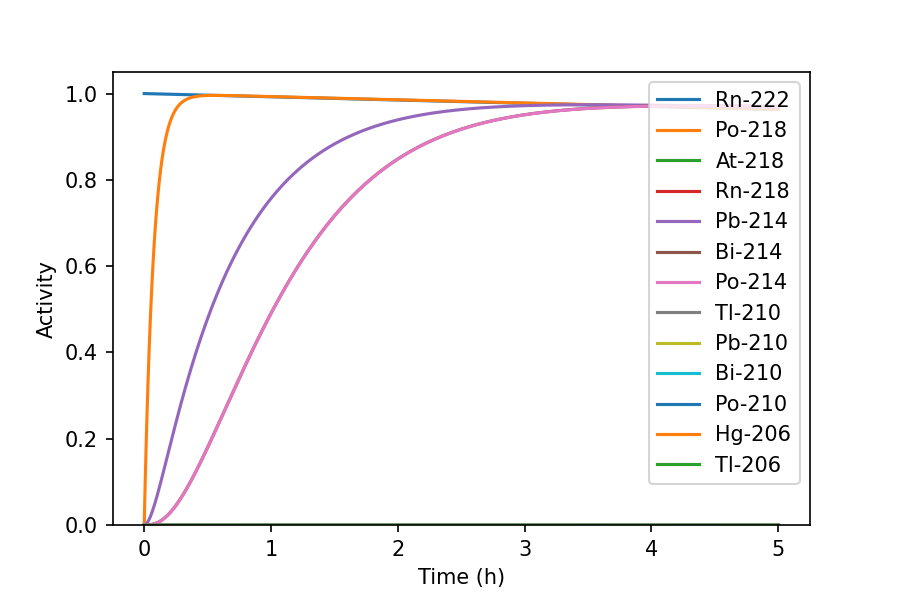 1.0
0.8
0.6
0.4
0.2
0.0
Activity
0
1
2
3
4
5
Time (h)
Rn-222
Po-218
At-218
Rn-218
Pb-214
Bi-214
Po-214
Tl-210
Pb-210
Bi-210
Po-210
Hg-206
Tl-206